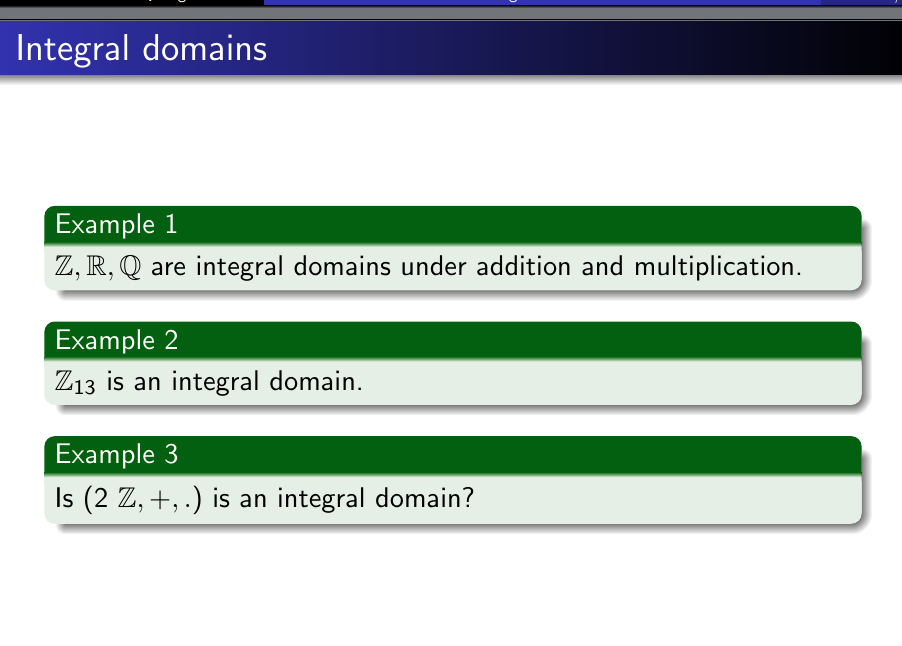 Integral domains
Example 1
ℤ, ℝ, ℚ are integral domains under addition and multiplication.
Example 2
ℤ₁₃ is an integral domain.
Example 3
Is (2 ℤ, +, .) is an integral domain?